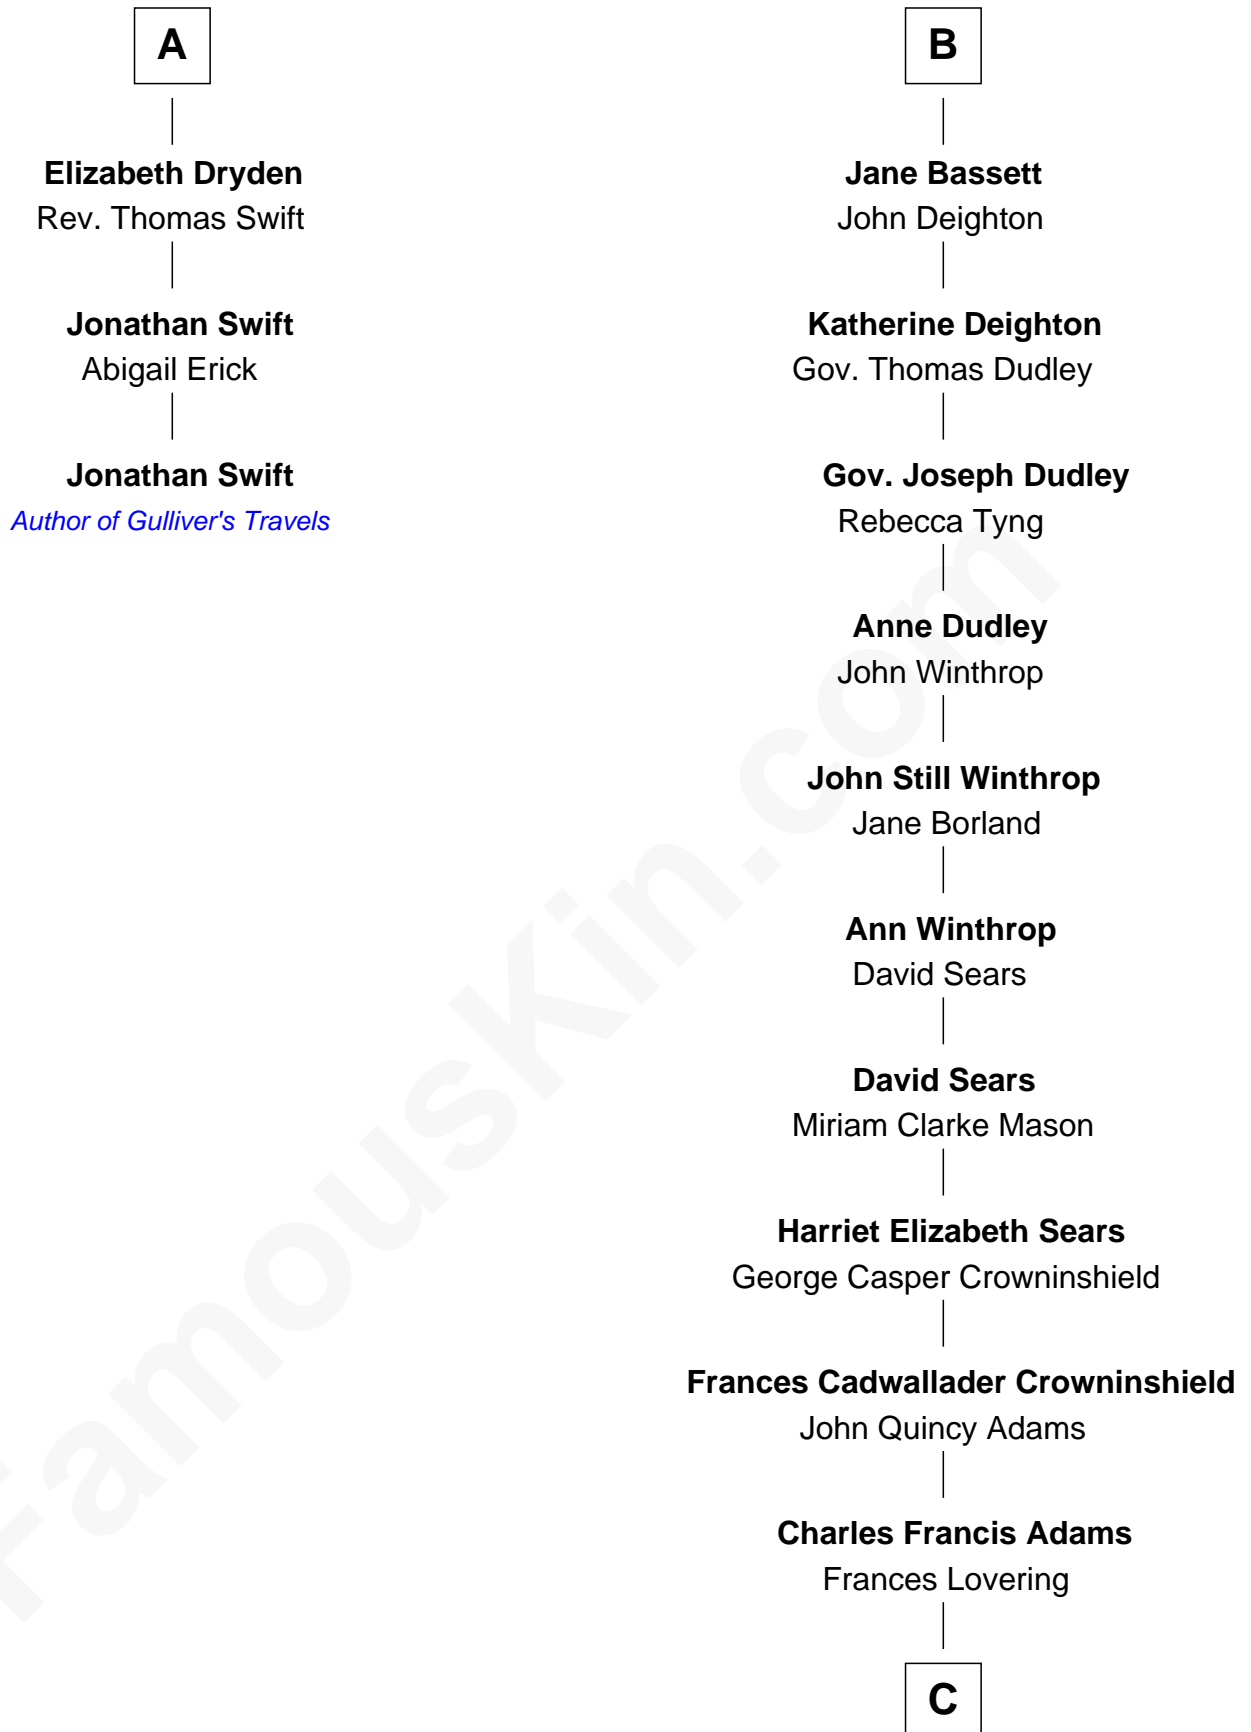 A
Elizabeth Dryden
Rev. Thomas Swift
Jonathan Swift
Abigail Erick
Jonathan Swift
Author of Gulliver's Travels
B
Jane Bassett
John Deighton
Katherine Deighton
Gov. Thomas Dudley
Gov. Joseph Dudley
Rebecca Tyng
Anne Dudley
John Winthrop
John Still Winthrop
Jane Borland
Ann Winthrop
David Sears
David Sears
Miriam Clarke Mason
Harriet Elizabeth Sears
George Casper Crowninshield
Frances Cadwallader Crowninshield
John Quincy Adams
Charles Francis Adams
Frances Lovering
C
FamousKin.com